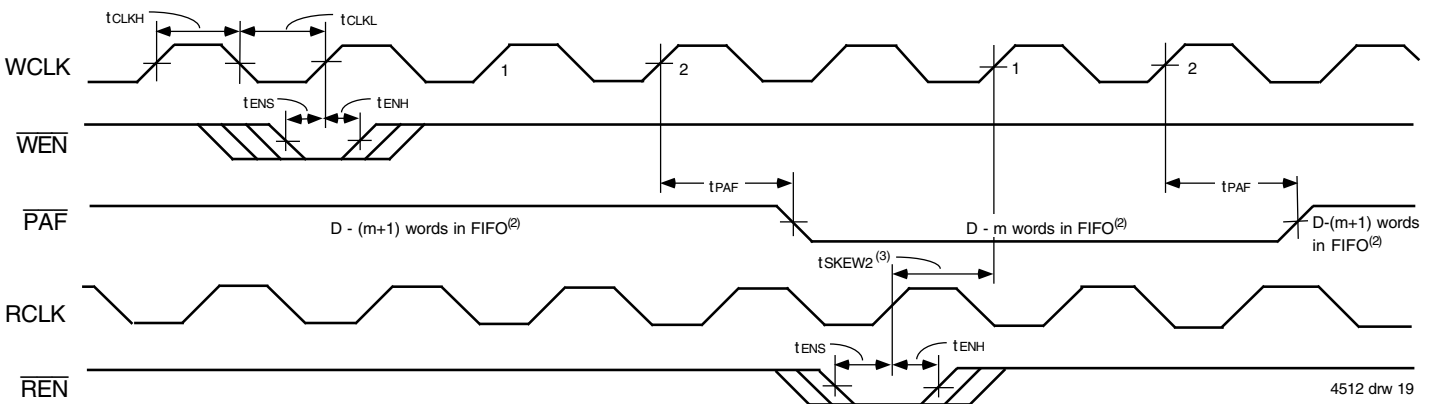 tCLKH
tCLKL
WCLK
1
2
1
2
tENS
tENH
WEN
tPAF
tPAF
PAF
D - (m+1) words in FIFO(2)
D - m words in FIFO(2)
D-(m+1) words
in FIFO(2)
tSKEW2(3)
RCLK
tENS
tENH
REN
4512 drw 19